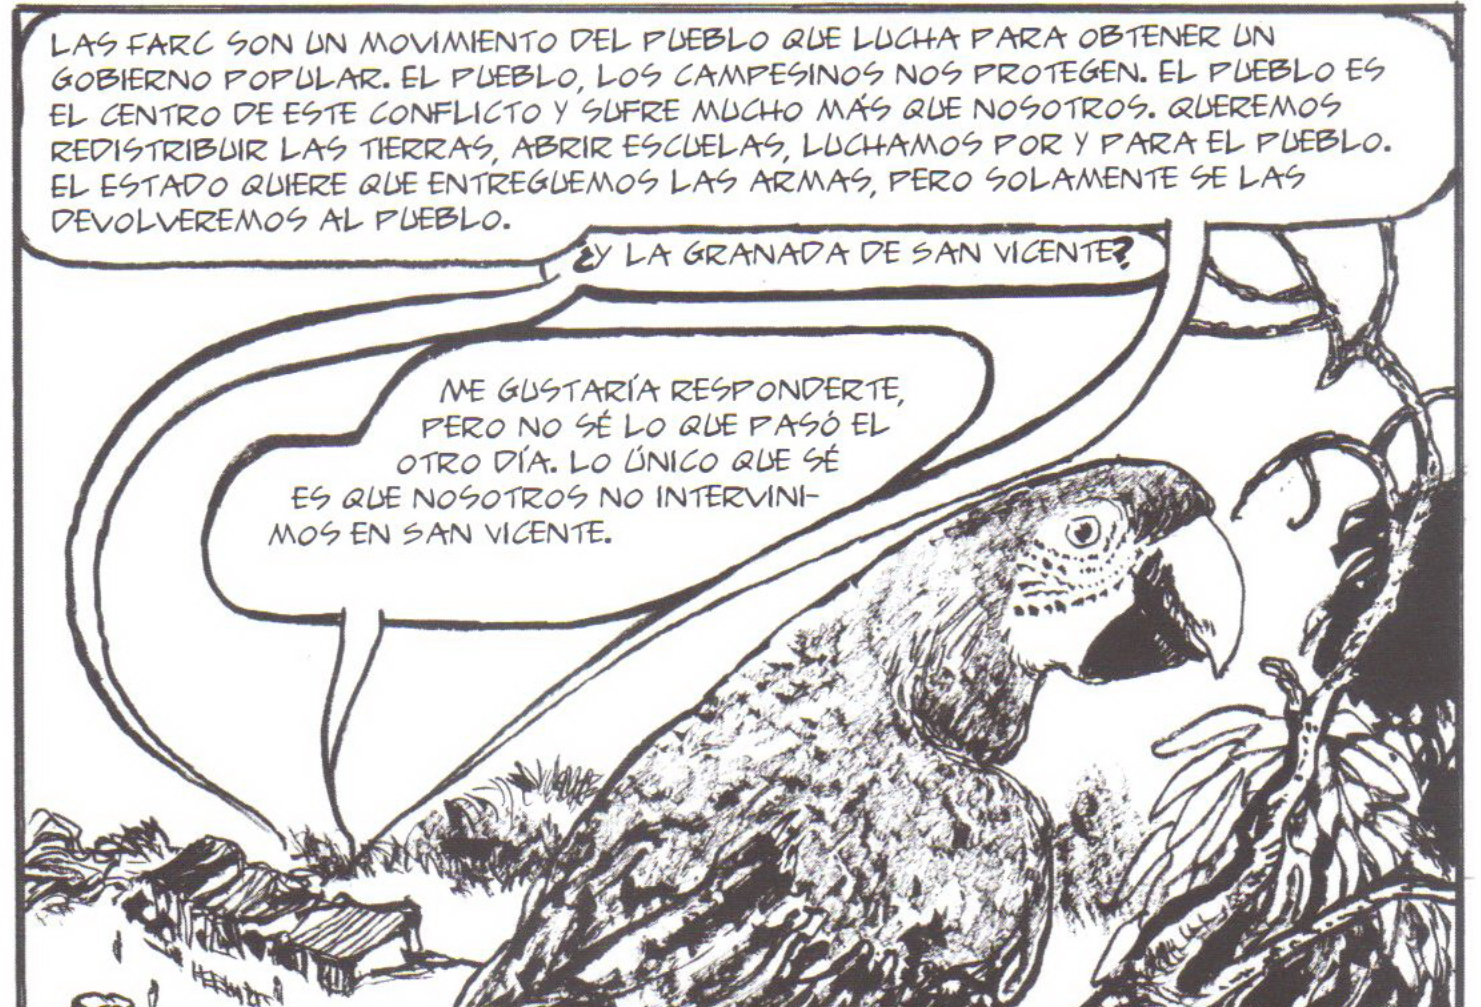 LAS FARC SON UN MOVIMIENTO DEL PUEBLO QUE LUCHA PARA OBTENER UN
GOBIERNO POPULAR. EL PUEBLO, LOS CAMPESINOS NOS PROTEGEN. EL PUEBLO ES
EL CENTRO DE ESTE CONFLICTO Y SUFRE MUCHO MÁS QUE NOSOTROS. QUEREMOS
REDISTRIBUIR LAS TIERRAS, ABRIR ESCUELAS, LUCHAMOS POR Y PARA EL PUEBLO.
EL ESTADO QUIERE QUE ENTREGUEMOS LAS ARMAS, PERO SOLAMENTE SE LAS
DEVOLVEREMOS AL PUEBLO.
¿Y LA GRANADA DE SAN VICENTE?
ME GUSTARÍA RESPONDERTE,
PERO NO SÉ LO QUE PASÓ EL
OTRO DÍA. LO ÚNICO QUE SÉ
ES QUE NOSOTROS NO INTERVINI-
MOS EN SAN VICENTE.